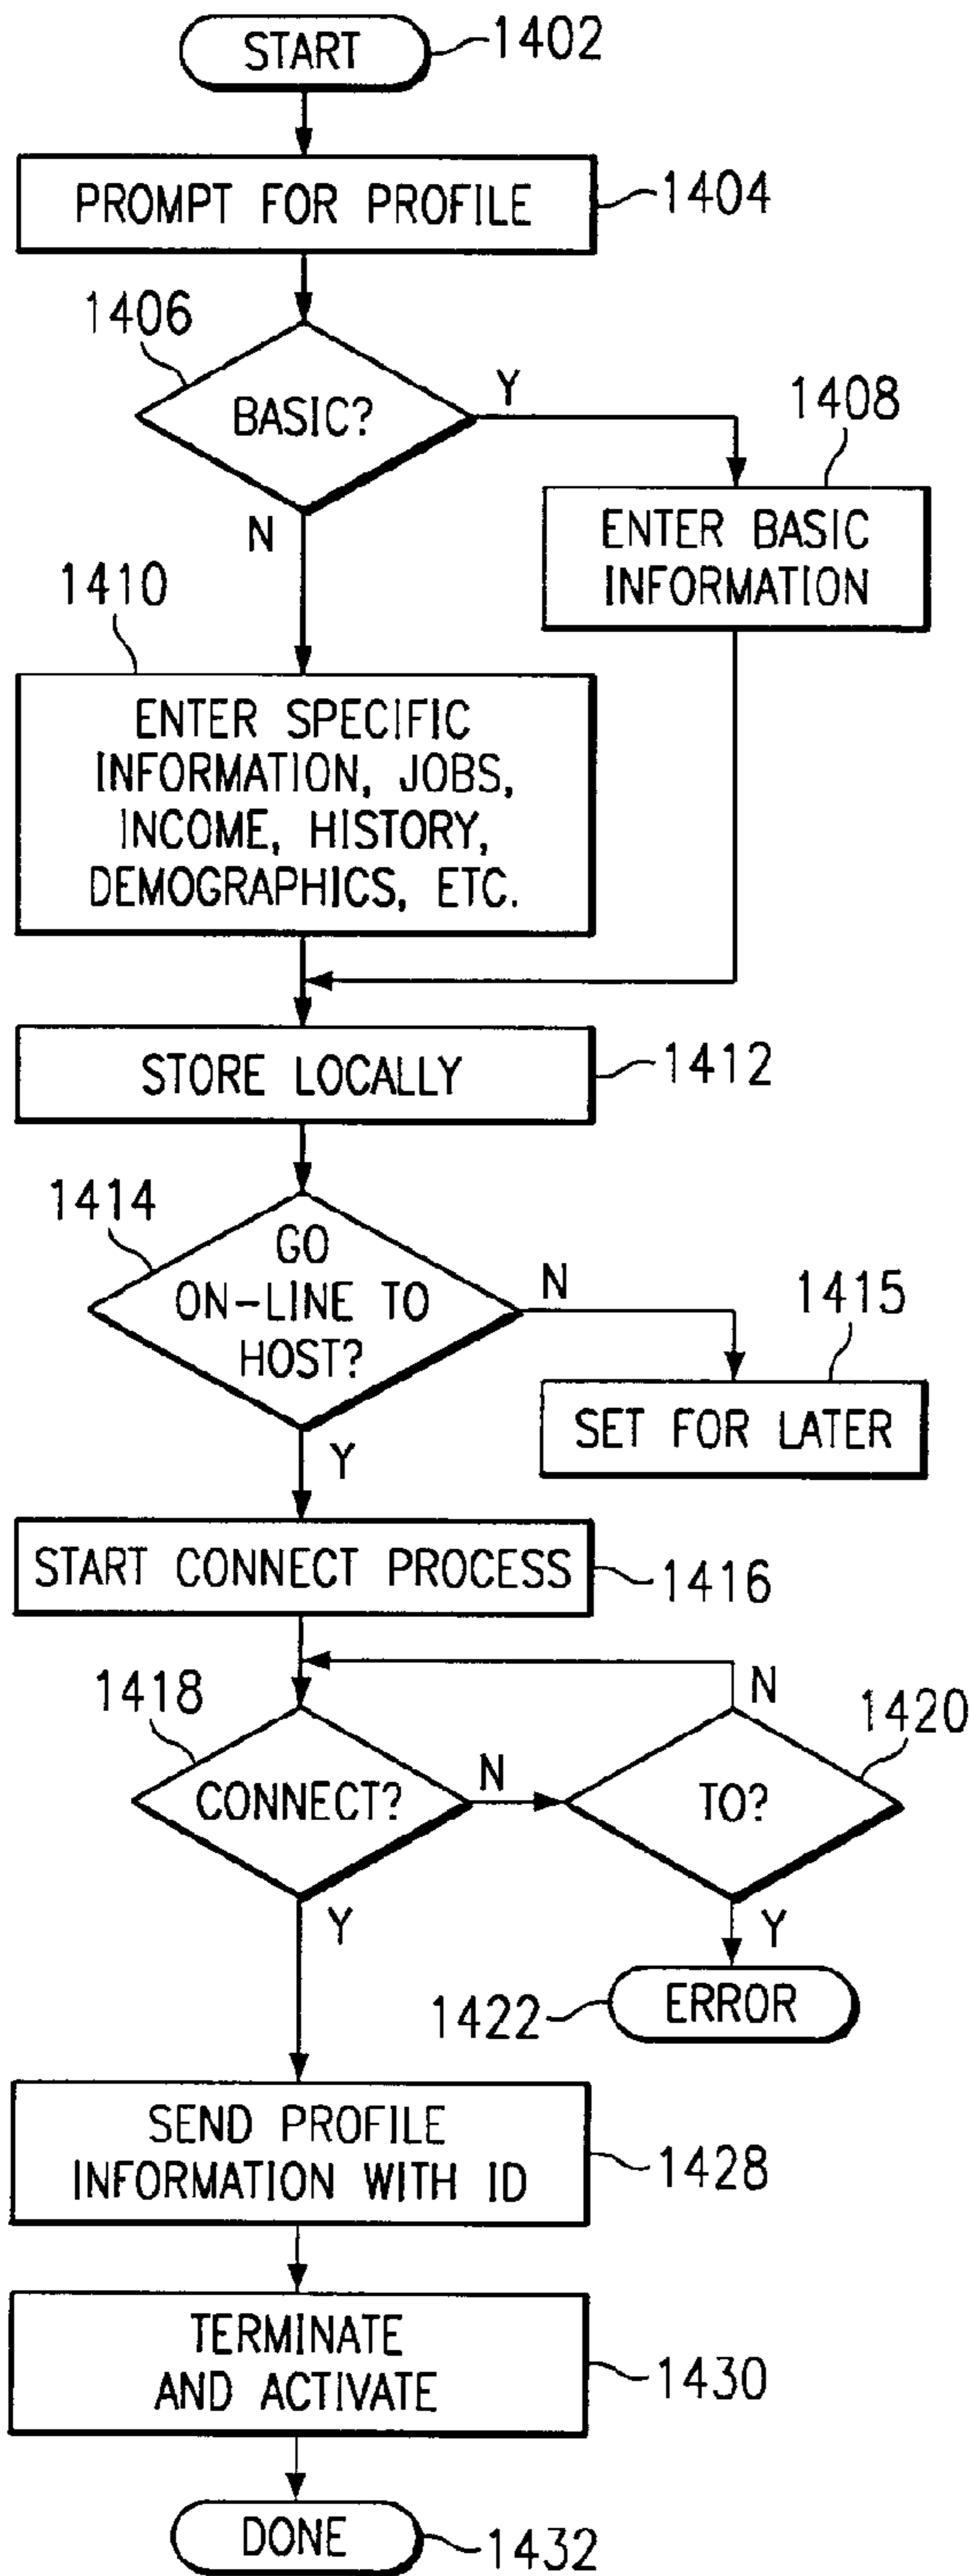 START
1402
PROMPT FOR PROFILE
1404
1406
BASIC?
Y
N
1408
ENTER BASIC
INFORMATION
1410
ENTER SPECIFIC
INFORMATION, JOBS,
INCOME, HISTORY,
DEMOGRAPHICS, ETC.
STORE LOCALLY
1412
1414
GO
ON-LINE TO
HOST?
N
Y
1415
SET FOR LATER
START CONNECT PROCESS
1416
1418
CONNECT?
N
Y
1420
TO?
N
Y
1422
ERROR
SEND PROFILE
INFORMATION WITH ID
1428
TERMINATE
AND ACTIVATE
1430
DONE
1432